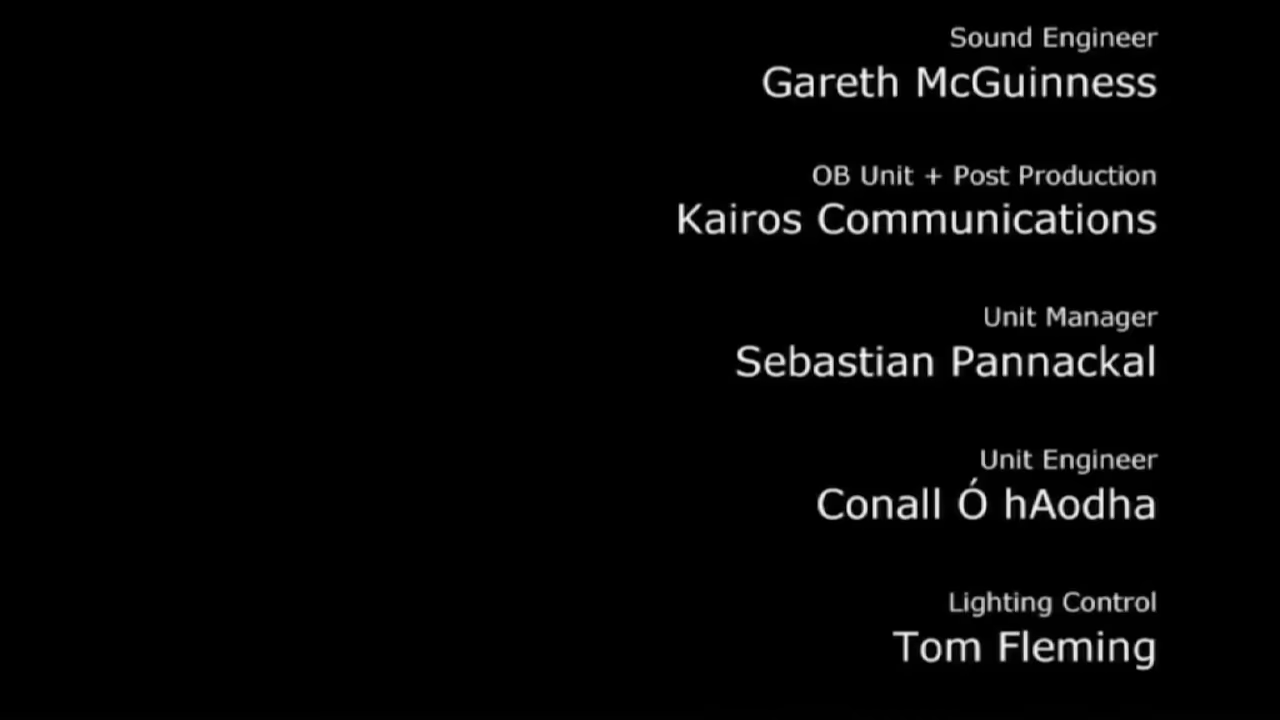 Sound Engineer
Gareth McGuinness
OB Unit + Post Production
Kairos Communications
Unit Manager
Sebastian Pannackal
Unit Engineer
Conall Ó hAodha
Lighting Control
Tom Fleming